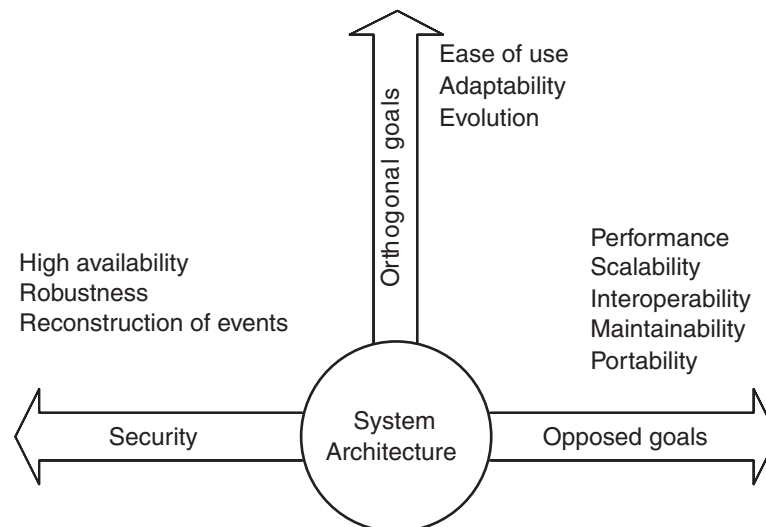 Ease of use
Adaptability
Evolution
Orthogonal goals
High availability
Robustness
Reconstruction of events
Performance
Scalability
Interoperability
Maintainability
Portability
Security
System
Architecture
Opposed goals